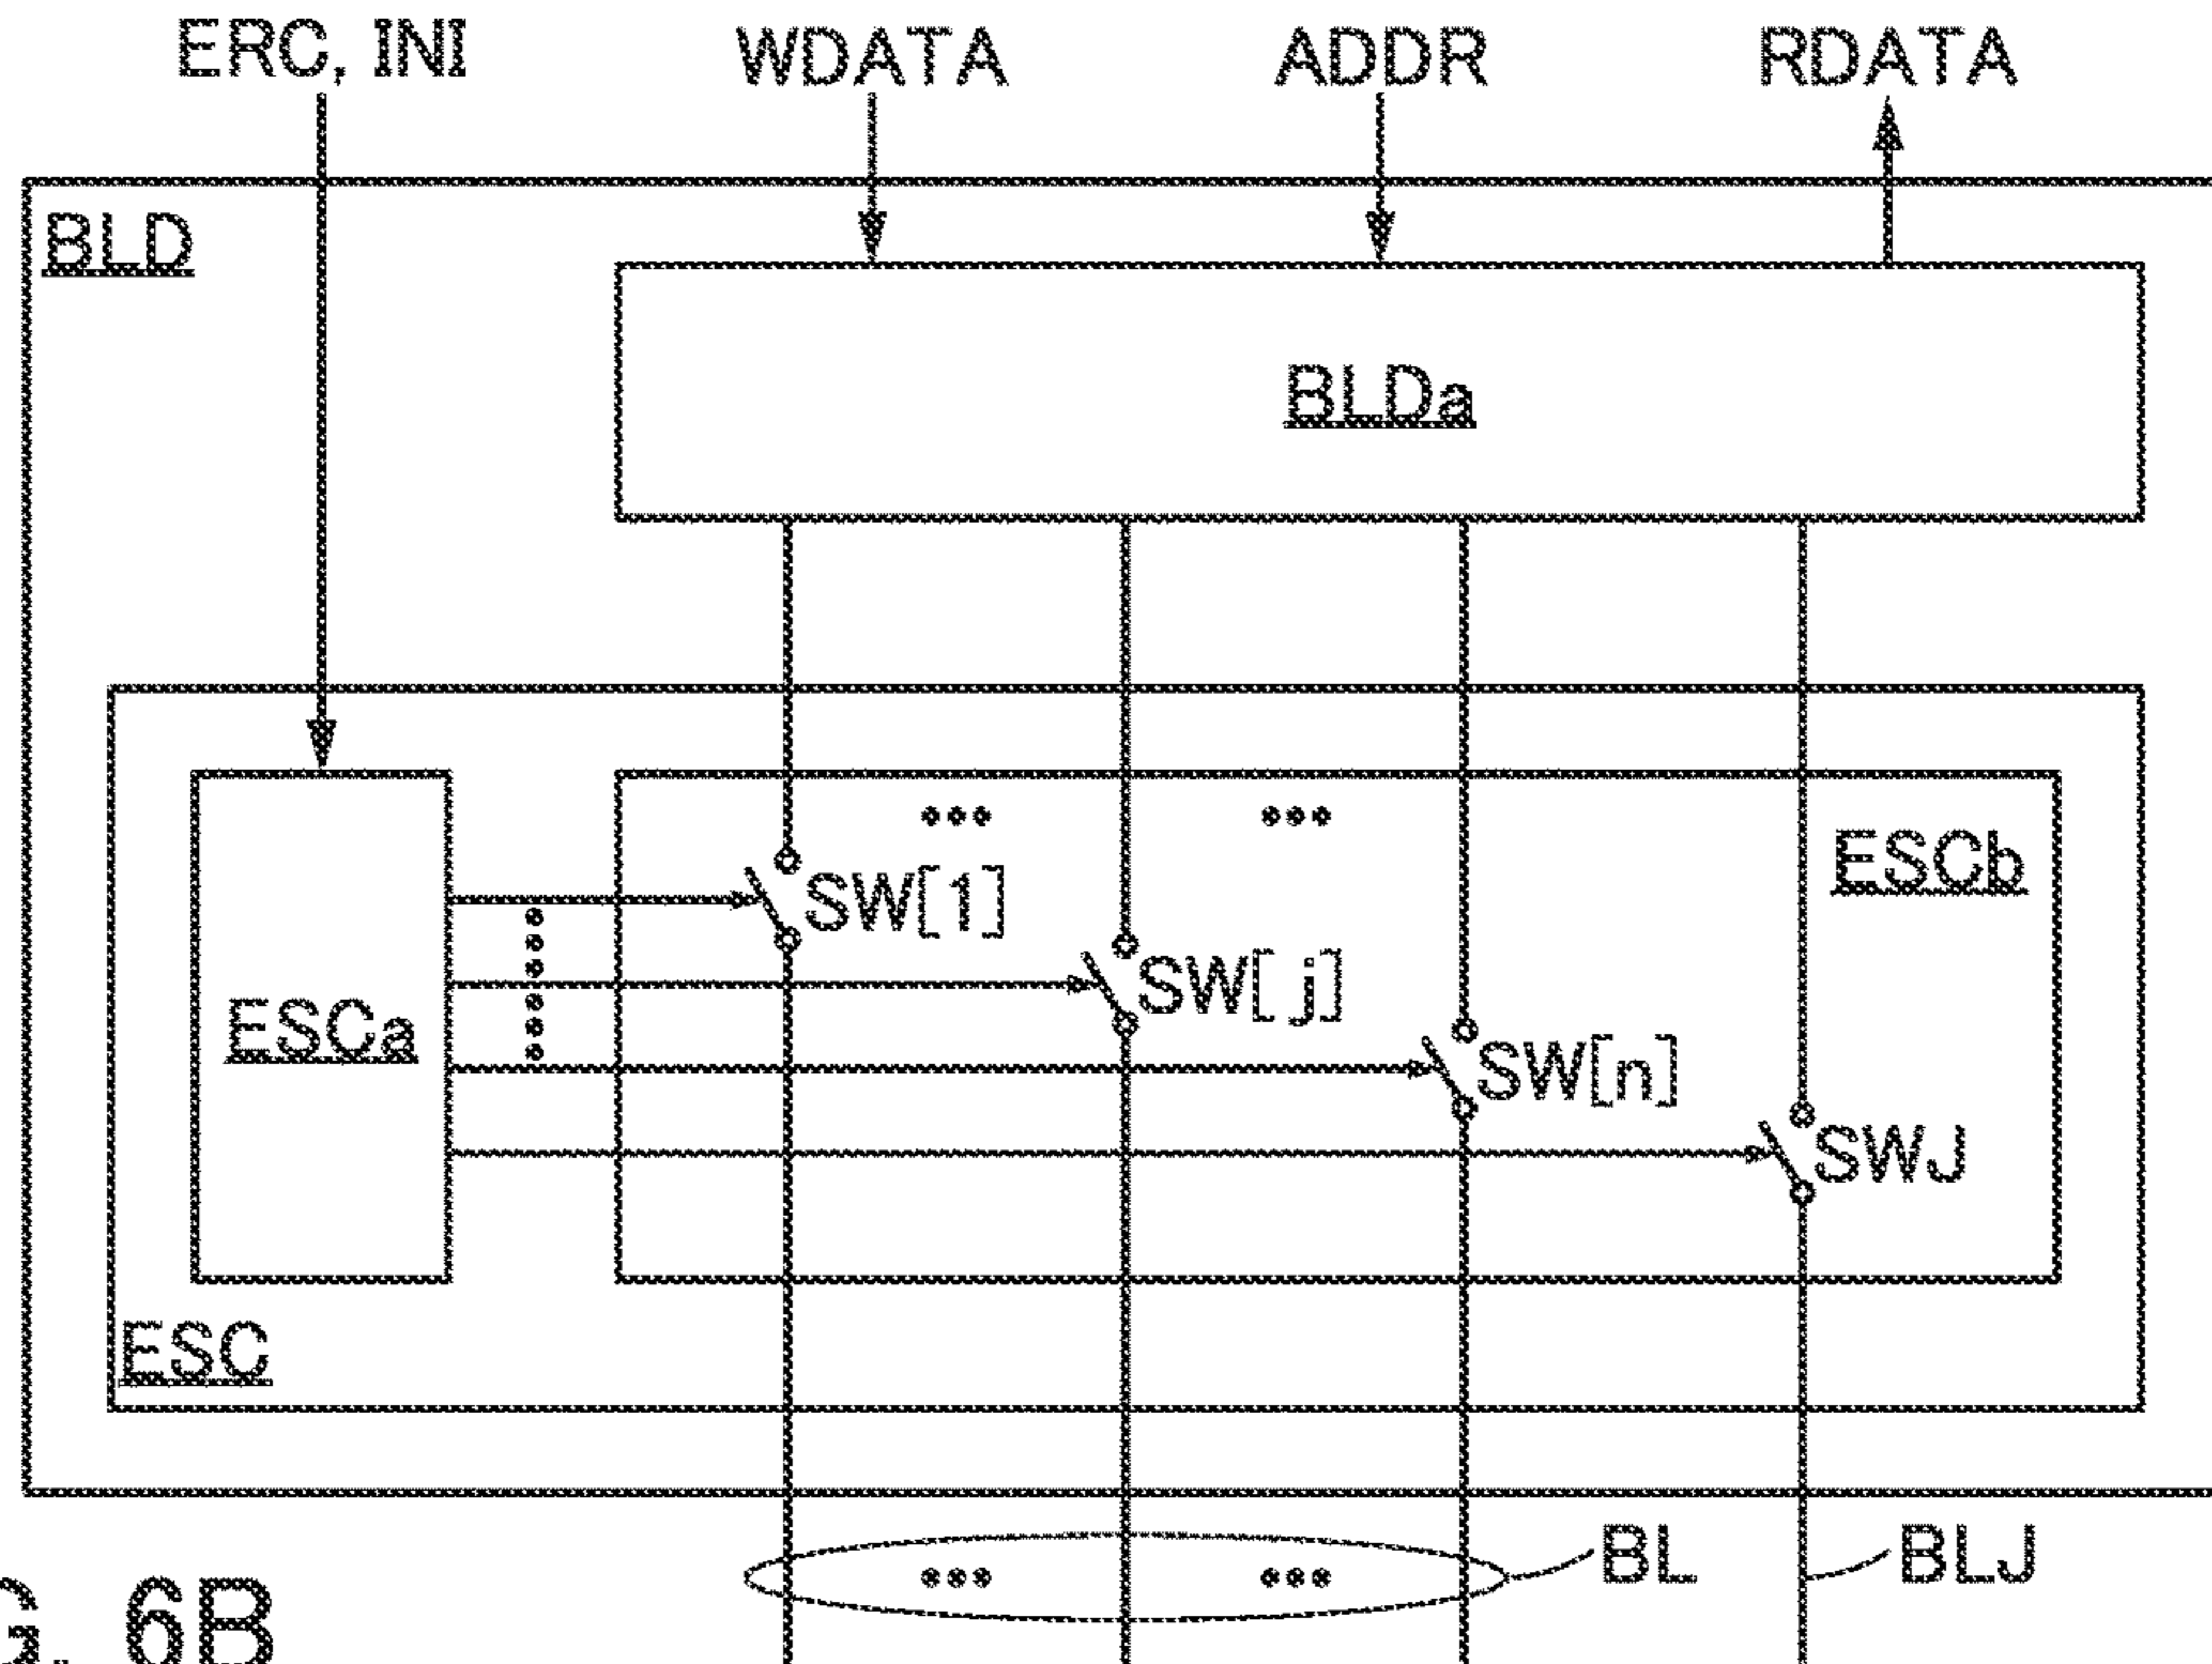 ERC, INI
WDATA
ADDR
RDATA
BLD
BLDa
ESCb
SW[1]
SW[j]
ESCa
SW[n]
SWJ
ESC
BL
BLJ
G. 6B